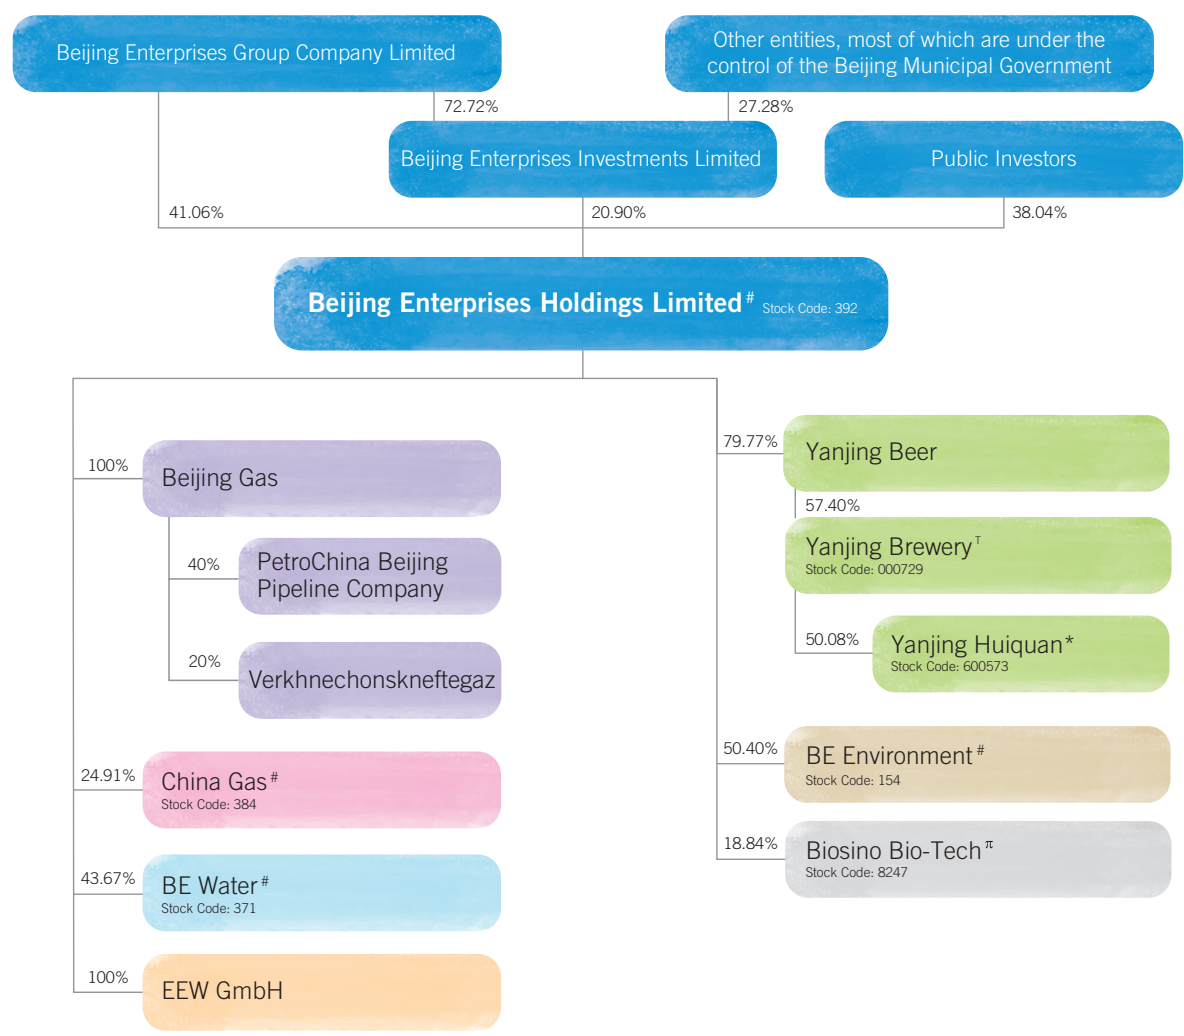 Beijing Enterprises Group Company Limited
Other entities, most of which are under the
control of the Beijing Municipal Government
72.72%
27.28%
Beijing Enterprises Investments Limited
Public Investors
41.06%
20.90%
38.04%
Beijing Enterprises Holdings Limited# Stock Code: 392
100%
Beijing Gas
40%
PetroChina Beijing
Pipeline Company
20%
Verkhnechonskneftegaz
24.91%
China Gas#
Stock Code: 384
43.67%
BE Water#
Stock Code: 371
100%
EEW GmbH
79.77%
Yanjing Beer
57.40%
Yanjing Brewery͏ᵀ
Stock Code: 000729
50.08%
Yanjing Huiquan*
Stock Code: 600573
50.40%
BE Environment#
Stock Code: 154
18.84%
Biosino Bio-Techπ
Stock Code: 8247